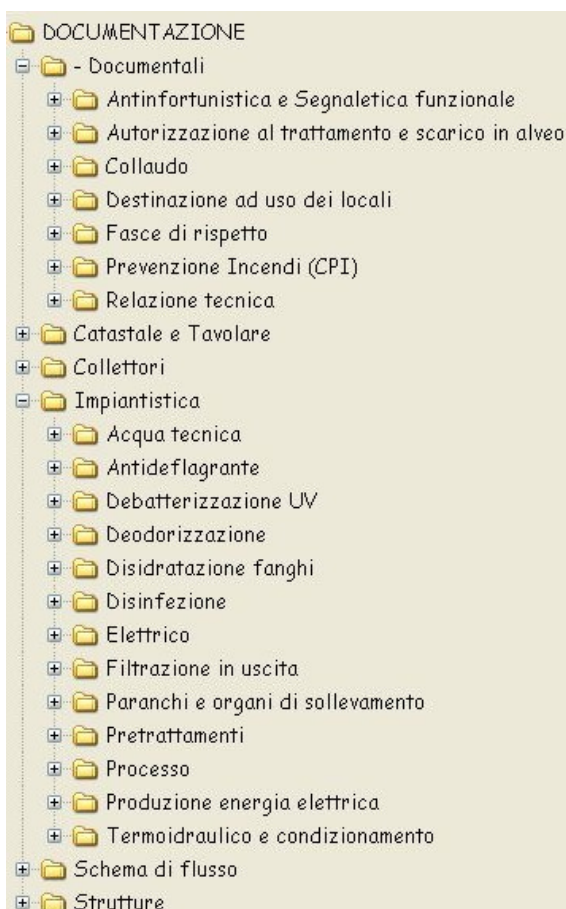 DOCUMENTAZIONE
- Documentali
Antinfortunistica e Segnaletica funzionale
Autorizzazione al trattamento e scarico in alveo
Collaudo
Destinazione ad uso dei locali
Fasce di rispetto
Prevenzione Incendi (CPI)
Relazione tecnica
Catastale e Tavolare
Collettori
Impiantistica
Acqua tecnica
Antideflagrante
Debatterizzazione UV
Deodorizzazione
Disidratazione fanghi
Disinfezione
Elettrico
Filtrazione in uscita
Paranchi e organi di sollevamento
Pretrattamenti
Processo
Produzione energia elettrica
Termoidraulico e condizionamento
Schema di flusso
Strutture